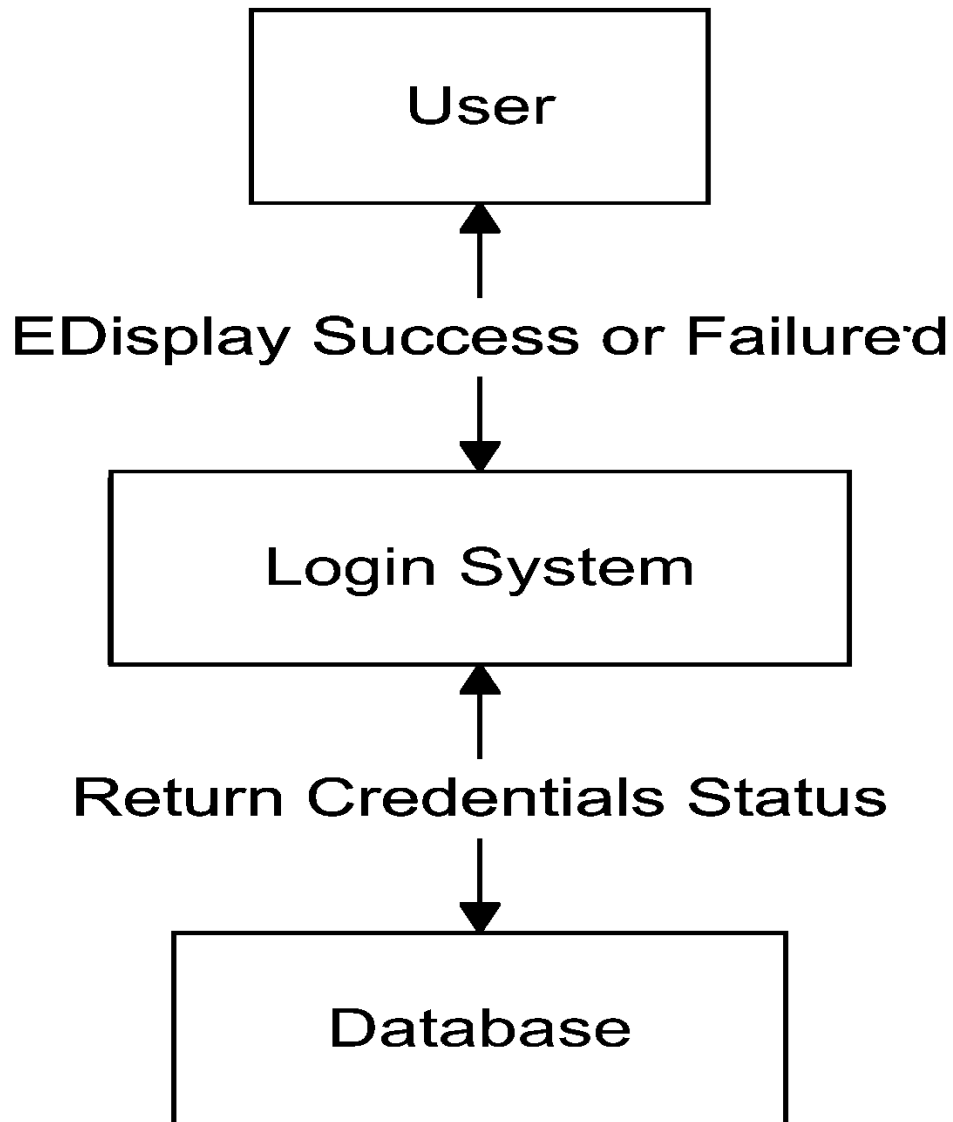 User
EDisplay Success or Failure'd
Login System
Return Credentials Status
Database